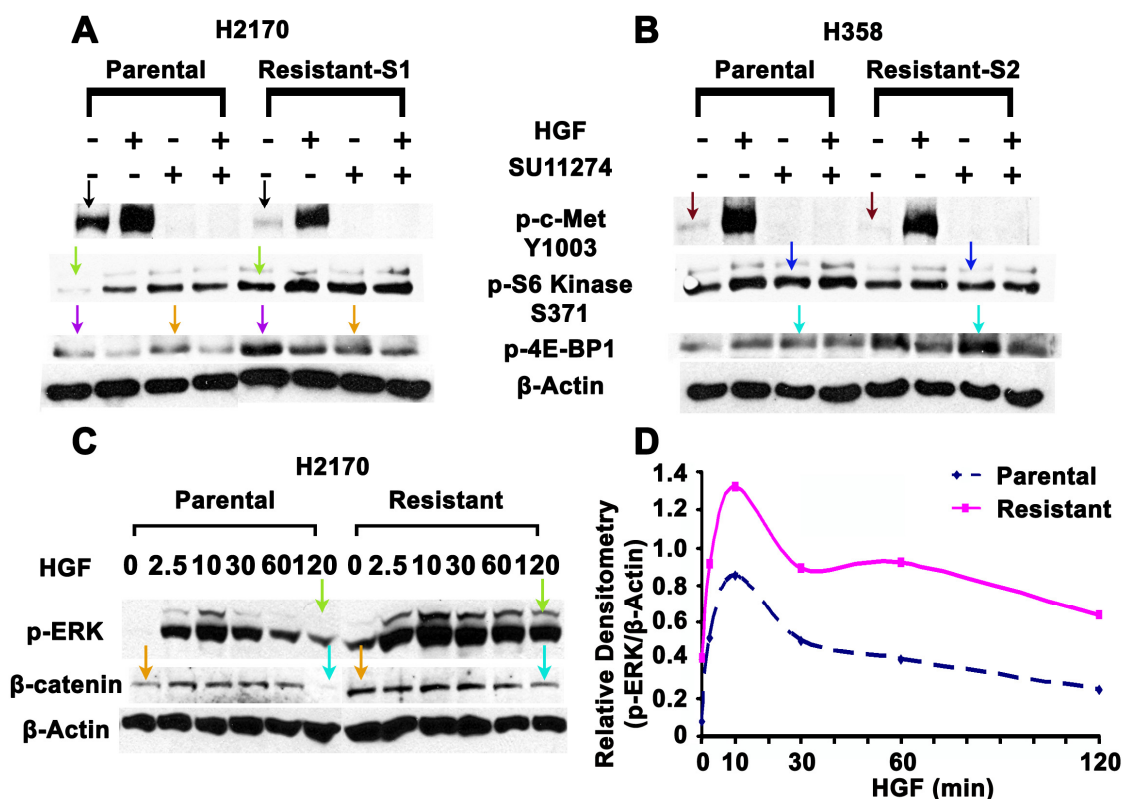 A
H2170
Parental Resistant-S1
- + - + - + - +
- - + + - - + +
HGF
SU11274
p-c-Met
Y1003
p-S6 Kinase
S371
p-4E-BP1
β-Actin
B
H358
Parental Resistant-S2
- + - + - + - +
- - + + - - + +
C
H2170
Parental Resistant
HGF 0 2.5 10 30 60 120 0 2.5 10 30 60 120
p-ERK
β-catenin
β-Actin
D
Relative Densitometry
(p-ERK/β-Actin)
1.4
1.2
1.0
0.8
0.6
0.4
0.2
0
0 10 30 60 120
HGF (min)
Parental
Resistant